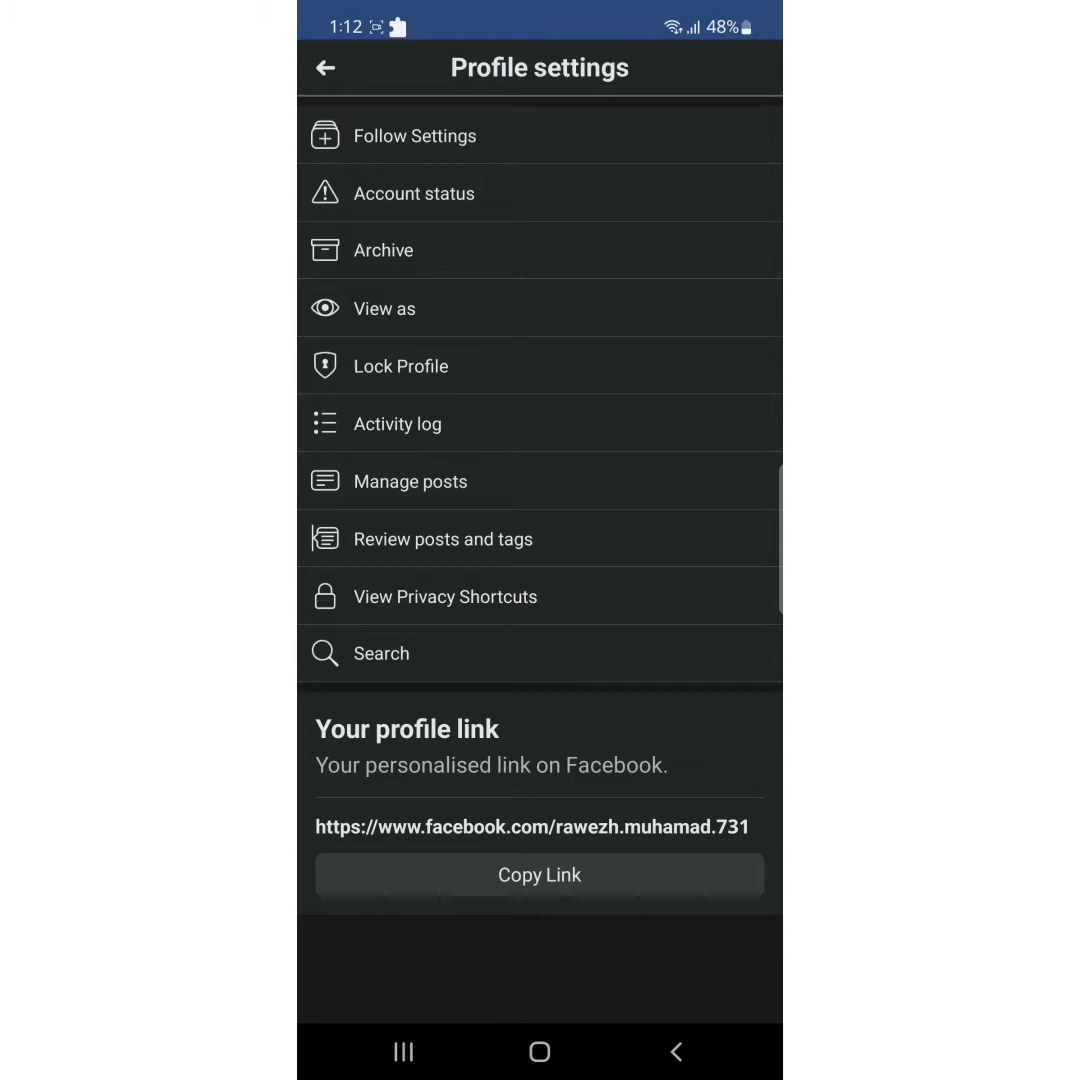 1:12 48%
Profile settings
Follow Settings
Account status
Archive
View as
Lock Profile
Activity log
Manage posts
Review posts and tags
View Privacy Shortcuts
Search
Your profile link
Your personalised link on Facebook.
https://www.facebook.com/rawezh.muhamad.731
Copy Link